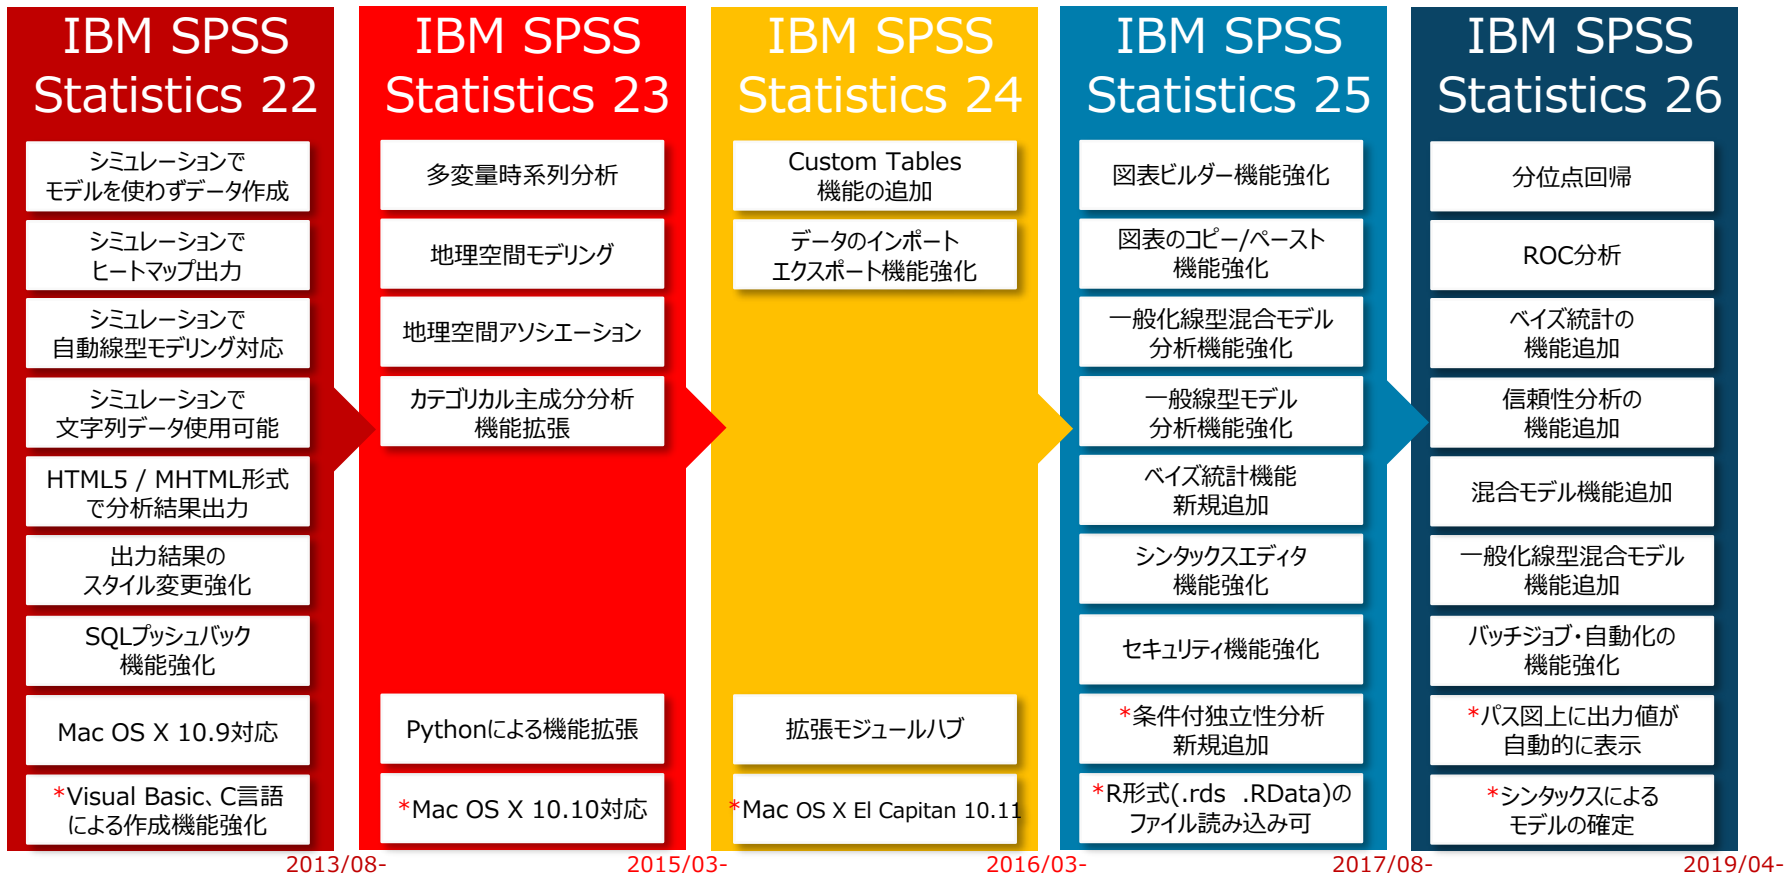 IBM SPSS
Statistics 22
シミュレーションで
モデルを使わずデータ作成
シミュレーションで
ヒートマップ出力
シミュレーションで
自動線型モデリング対応
シミュレーションで
文字列データ使用可能
HTML5 / MHTML形式
で分析結果出力
出力結果の
スタイル変更強化
SQLプッシュバック
機能強化
Mac OS X 10.9対応
*Visual Basic、C言語
による作成機能強化
2013/08-
IBM SPSS
Statistics 23
多変量時系列分析
地理空間モデリング
地理空間アソシエーション
カテゴリカル主成分分析
機能拡張
Pythonによる機能拡張
*Mac OS X 10.10対応
2015/03-
IBM SPSS
Statistics 24
Custom Tables
機能の追加
データのインポート
エクスポート機能強化
拡張モジュールハブ
*Mac OS X El Capitan 10.11
2016/03-
IBM SPSS
Statistics 25
図表ビルダー機能強化
図表のコピー/ペースト
機能強化
一般化線型混合モデル
分析機能強化
一般線型モデル
分析機能強化
ベイズ統計機能
新規追加
シンタックスエディタ
機能強化
セキュリティ機能強化
*条件付独立性分析
新規追加
*R形式(.rds .RData)の
ファイル読み込み可
2017/08-
IBM SPSS
Statistics 26
分位点回帰
ROC分析
ベイズ統計の
機能追加
信頼性分析の
機能追加
混合モデル機能追加
一般化線型混合モデル
機能追加
バッチジョブ・自動化の
機能強化
*パス図上に出力値が
自動的に表示
*シンタックスによる
モデルの確定
2019/04-